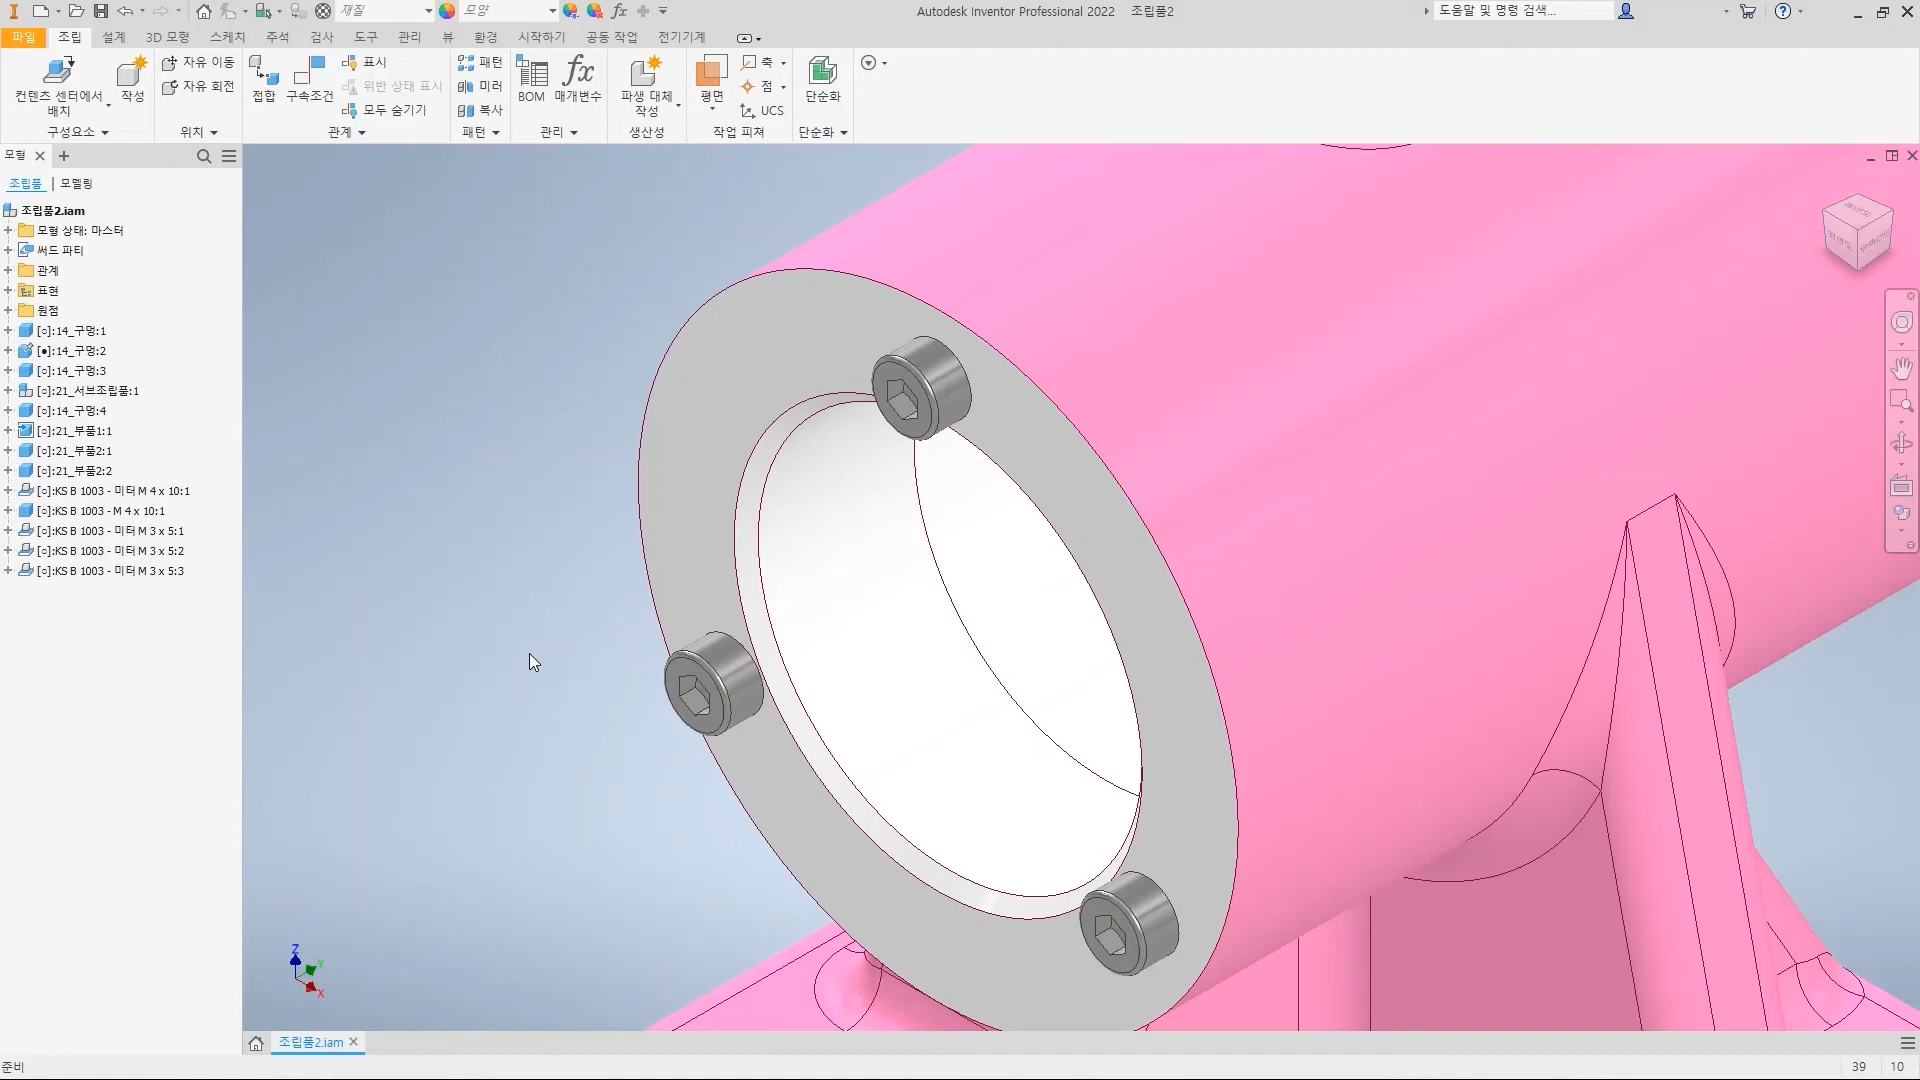 재질
모양
Autodesk Inventor Professional 2022 조립품2
도움말 및 명령 검색...
파일 조립 설계 3D 모형 스케치 주석 검사 도구 관리 뷰 환경 시작하기 공동 작업 전기기계
컨텐츠 센터에서
배치
작성
자유 이동
자유 회전
접합
구속조건
표시
위반 상태 표시
모두 숨기기
패턴
미러
복사
BOM
매개변수
파생 대체
작성
평면
축
점
UCS
단순화
구성요소 위치 관계 패턴 관리 생산성 작업 피쳐 단순화
모형
조립품 | 모델링
조립품2.iam
모형 상태: 마스터
써드 파티
관계
표현
원점
[○]:14_구멍:1
[●]:14_구멍:2
[○]:14_구멍:3
[○]:21_서브조립품:1
[○]:14_구멍:4
[○]:21_부품1:1
[○]:21_부품2:1
[○]:21_부품2:2
[○]:KS B 1003 - 미터 M 4 x 10:1
[○]:KS B 1003 - M 4 x 10:1
[○]:KS B 1003 - 미터 M 3 x 5:1
[○]:KS B 1003 - 미터 M 3 x 5:2
[○]:KS B 1003 - 미터 M 3 x 5:3
Z
Y
X
조립품2.iam
준비
39 10